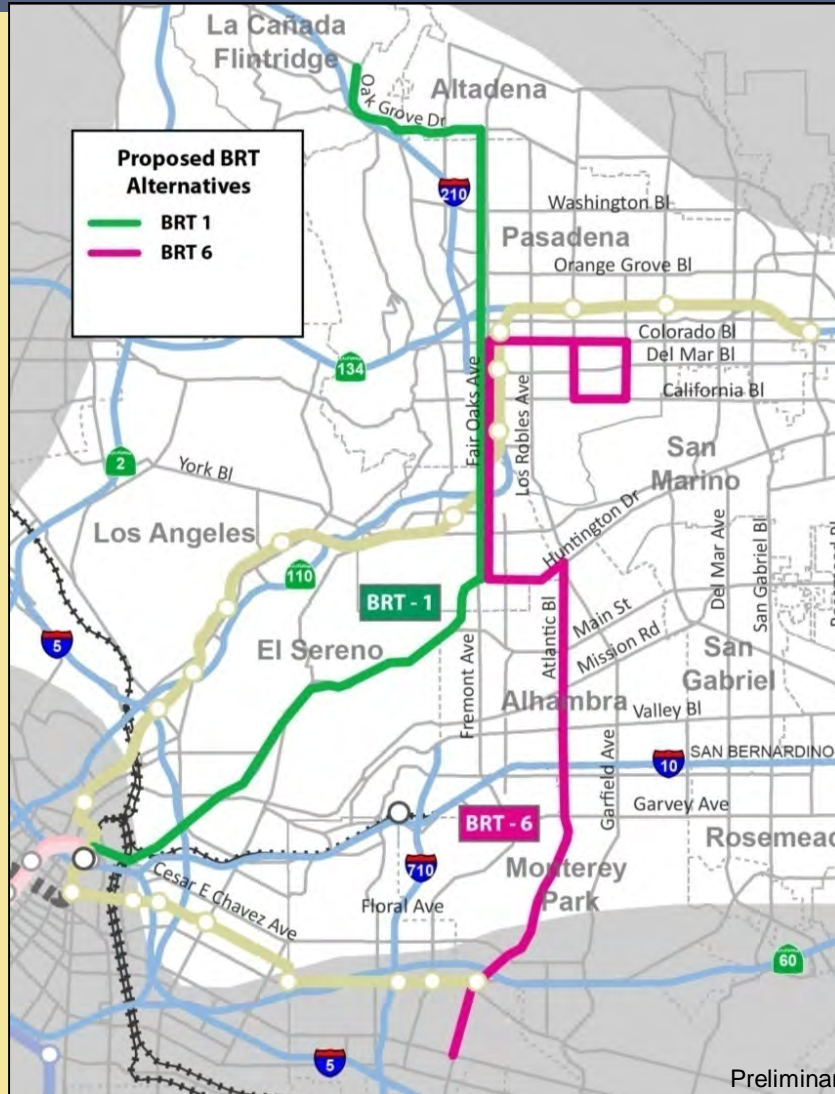 La Cañada
Flintridge
Oak Grove Dr
Altadena
Proposed BRT
Alternatives
BRT 1
BRT 6
210
Washington Bl
Pasadena
Orange Grove Bl
Colorado Bl
Del Mar Bl
134
California Bl
Fair Oaks Ave
Los Robles Ave
2
York Bl
San
Marino
Los Angeles
Huntington Dr
Del Mar Ave
San Gabriel Bl
110
BRT - 1
5
El Sereno
Fremont Ave
Atlantic Bl
Main St
Mission Rd
San
Gabriel
Alhambra
Valley Bl
Garfield Ave
10
SAN BERNARDINO
Garvey Ave
BRT - 6
Rosemead
710
Monterey
Park
Cesar E Chavez Ave
Floral Ave
60
5
Preliminar